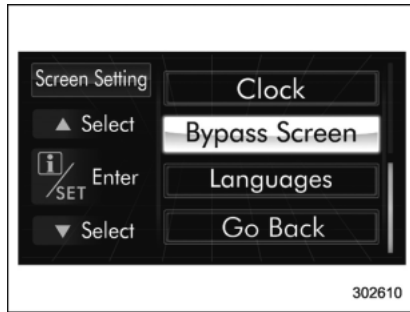 Screen Setting
▲ Select
i/SET Enter
▼ Select
Clock
Bypass Screen
Languages
Go Back
302610